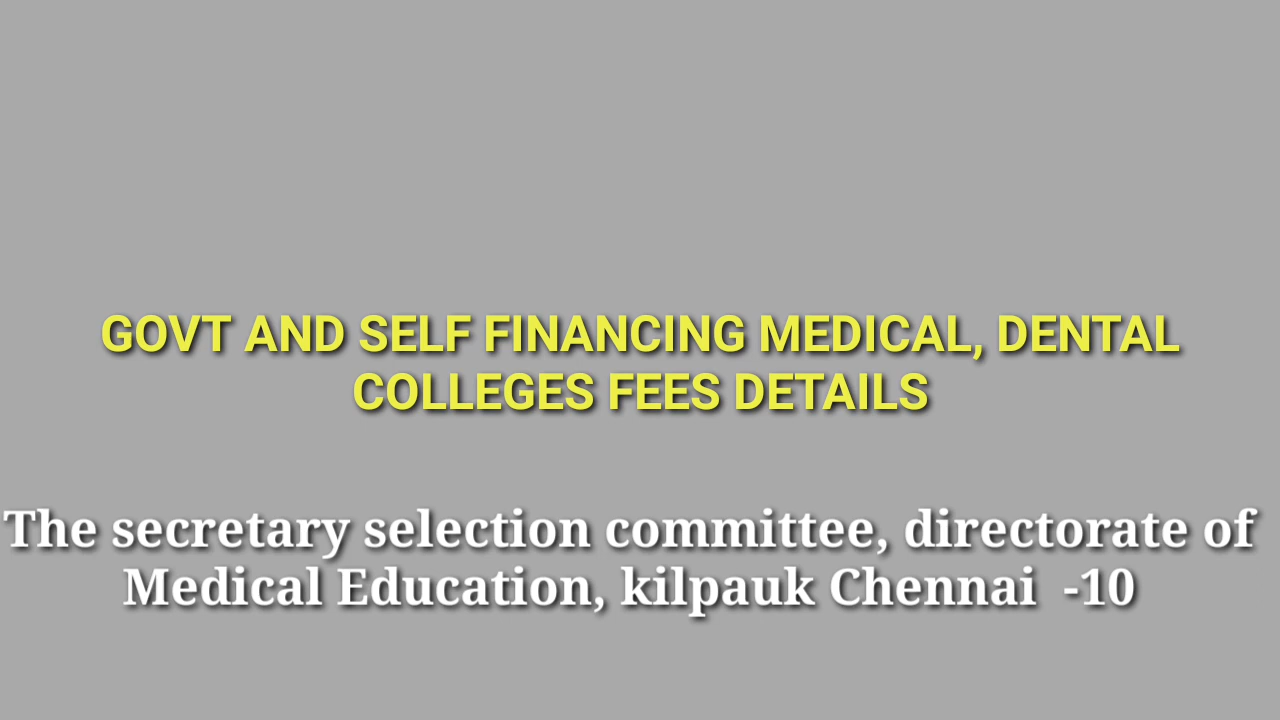 GOVT AND SELF FINANCING MEDICAL, DENTAL
COLLEGES FEES DETAILS
The secretary selection committee, directorate of
Medical Education, kilpauk Chennai -10